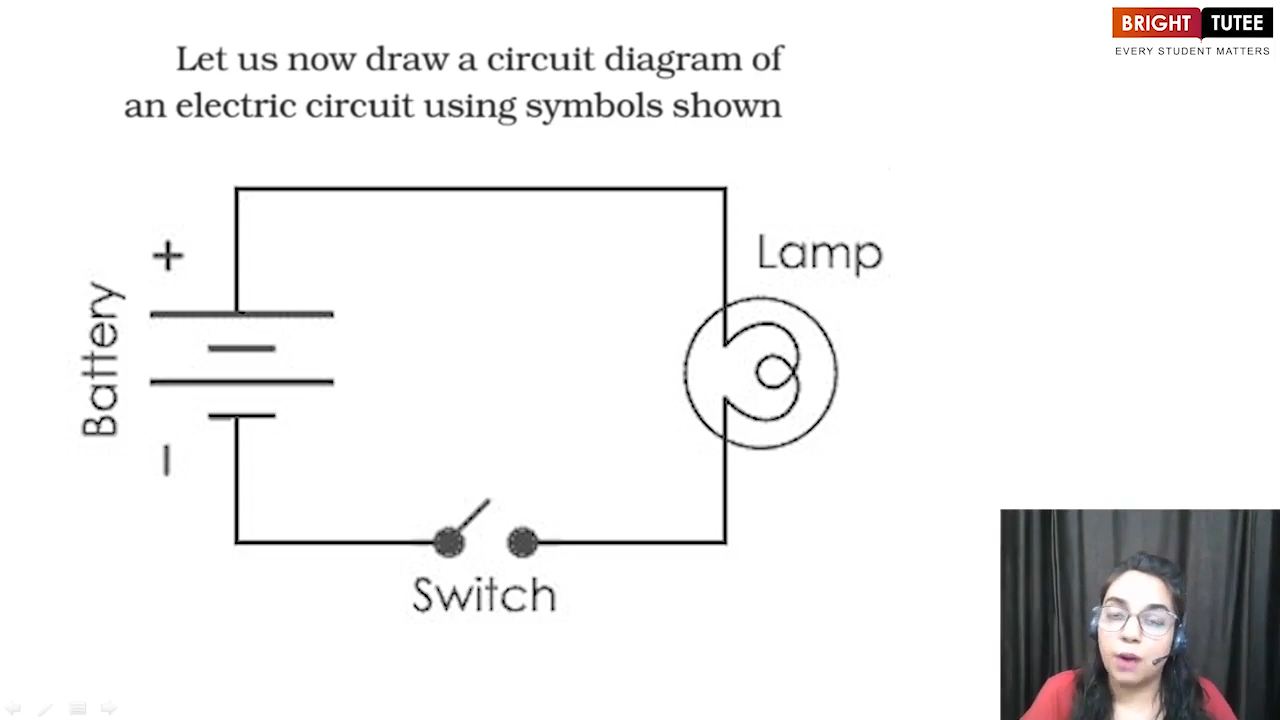 BRIGHT TUTEE
EVERY STUDENT MATTERS
Let us now draw a circuit diagram of
an electric circuit using symbols shown
+
Battery
–
Lamp
Switch